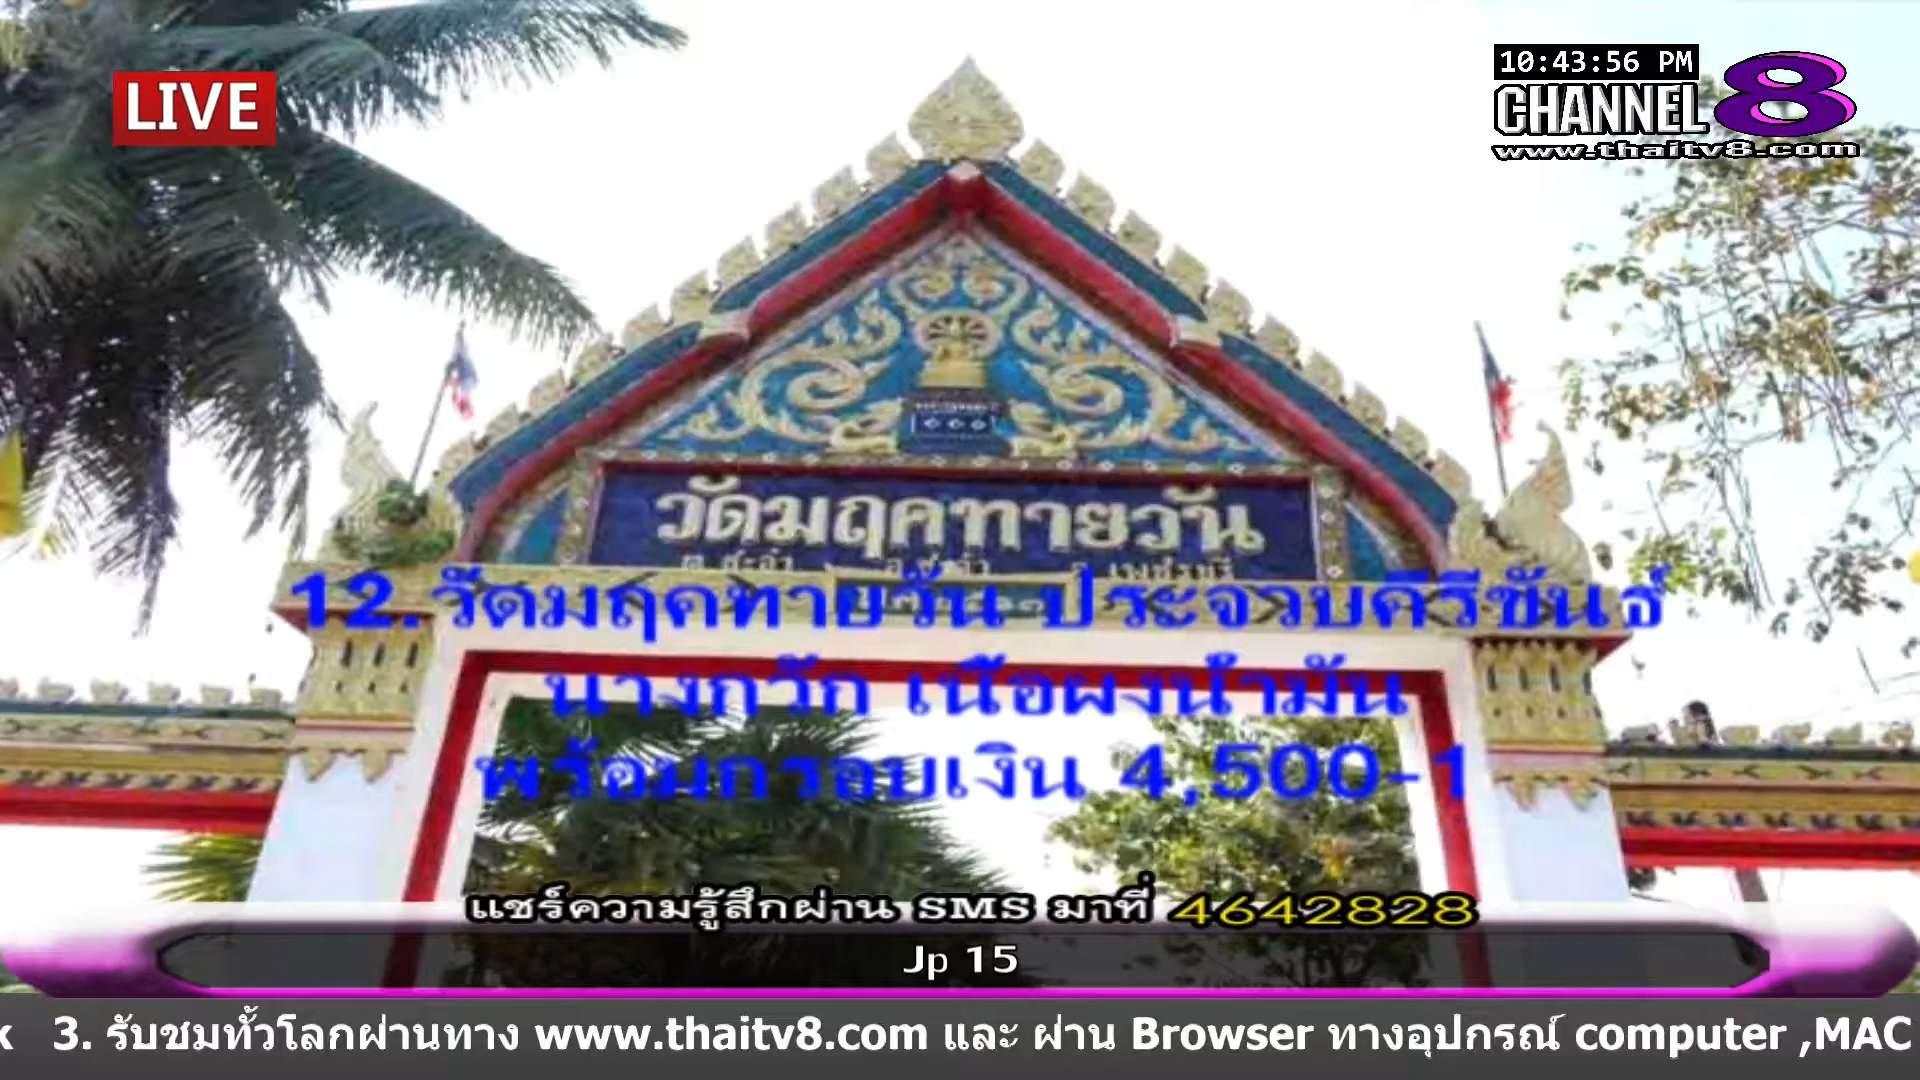 LIVE
10:43:56 PM
CHANNEL 8
www.thaitv8.com
วัดมฤคทายวัน
12. วัดมฤคทายวัน ประจวบคีรีขันธ์
นางกวัก เนื้อผงน้ำมัน
พร้อมกรอบเงิน 4,500-1
แชร์ความรู้สึกผ่าน SMS มาที่ 4642828
Jp 15
3. รับชมทั้วโลกผ่านทาง www.thaitv8.com และ ผ่าน Browser ทางอุปกรณ์ computer ,MAC